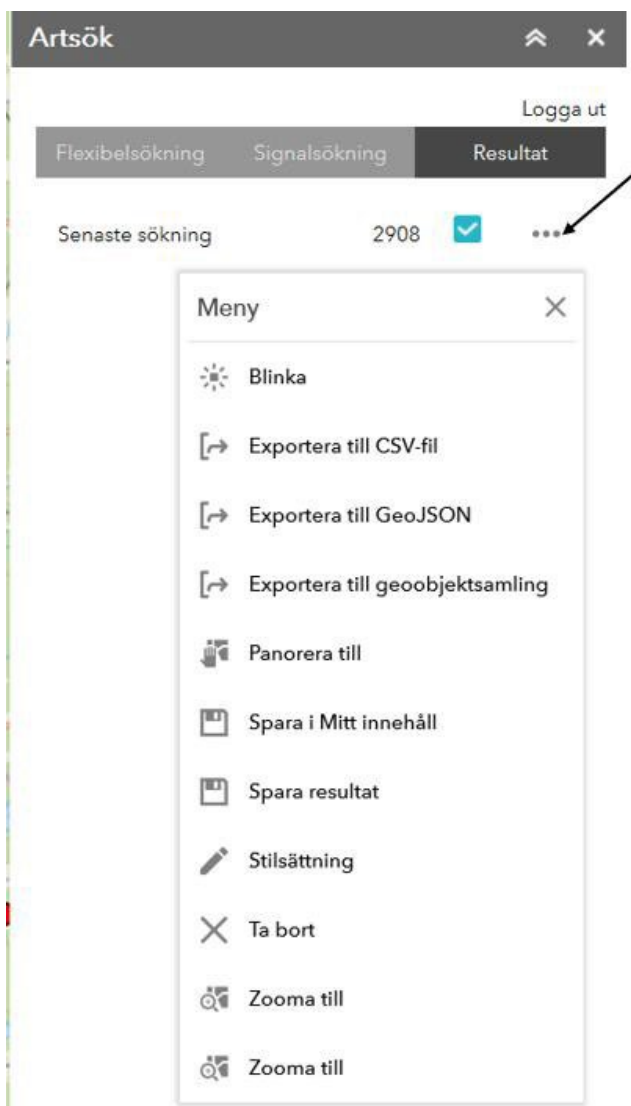 Artsök
Logga ut
Flexibelsökning Signalsökning Resultat
Senaste sökning 2908
Meny
Blinka
Exportera till CSV-fil
Exportera till GeoJSON
Exportera till geoobjektsamling
Panorera till
Spara i Mitt innehåll
Spara resultat
Stilsättning
Ta bort
Zooma till
Zooma till